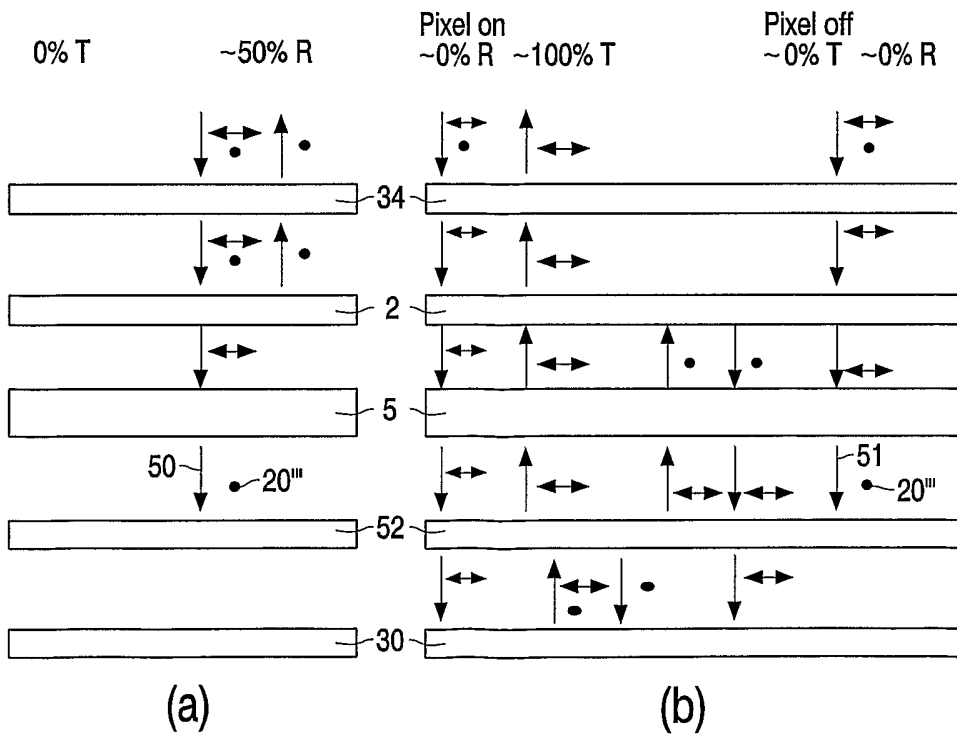 0% T ~50% R
Pixel on
~0% R ~100% T
Pixel off
~0% T ~0% R
34
2
5
50
20'''
51
20'''
52
30
(a)
(b)